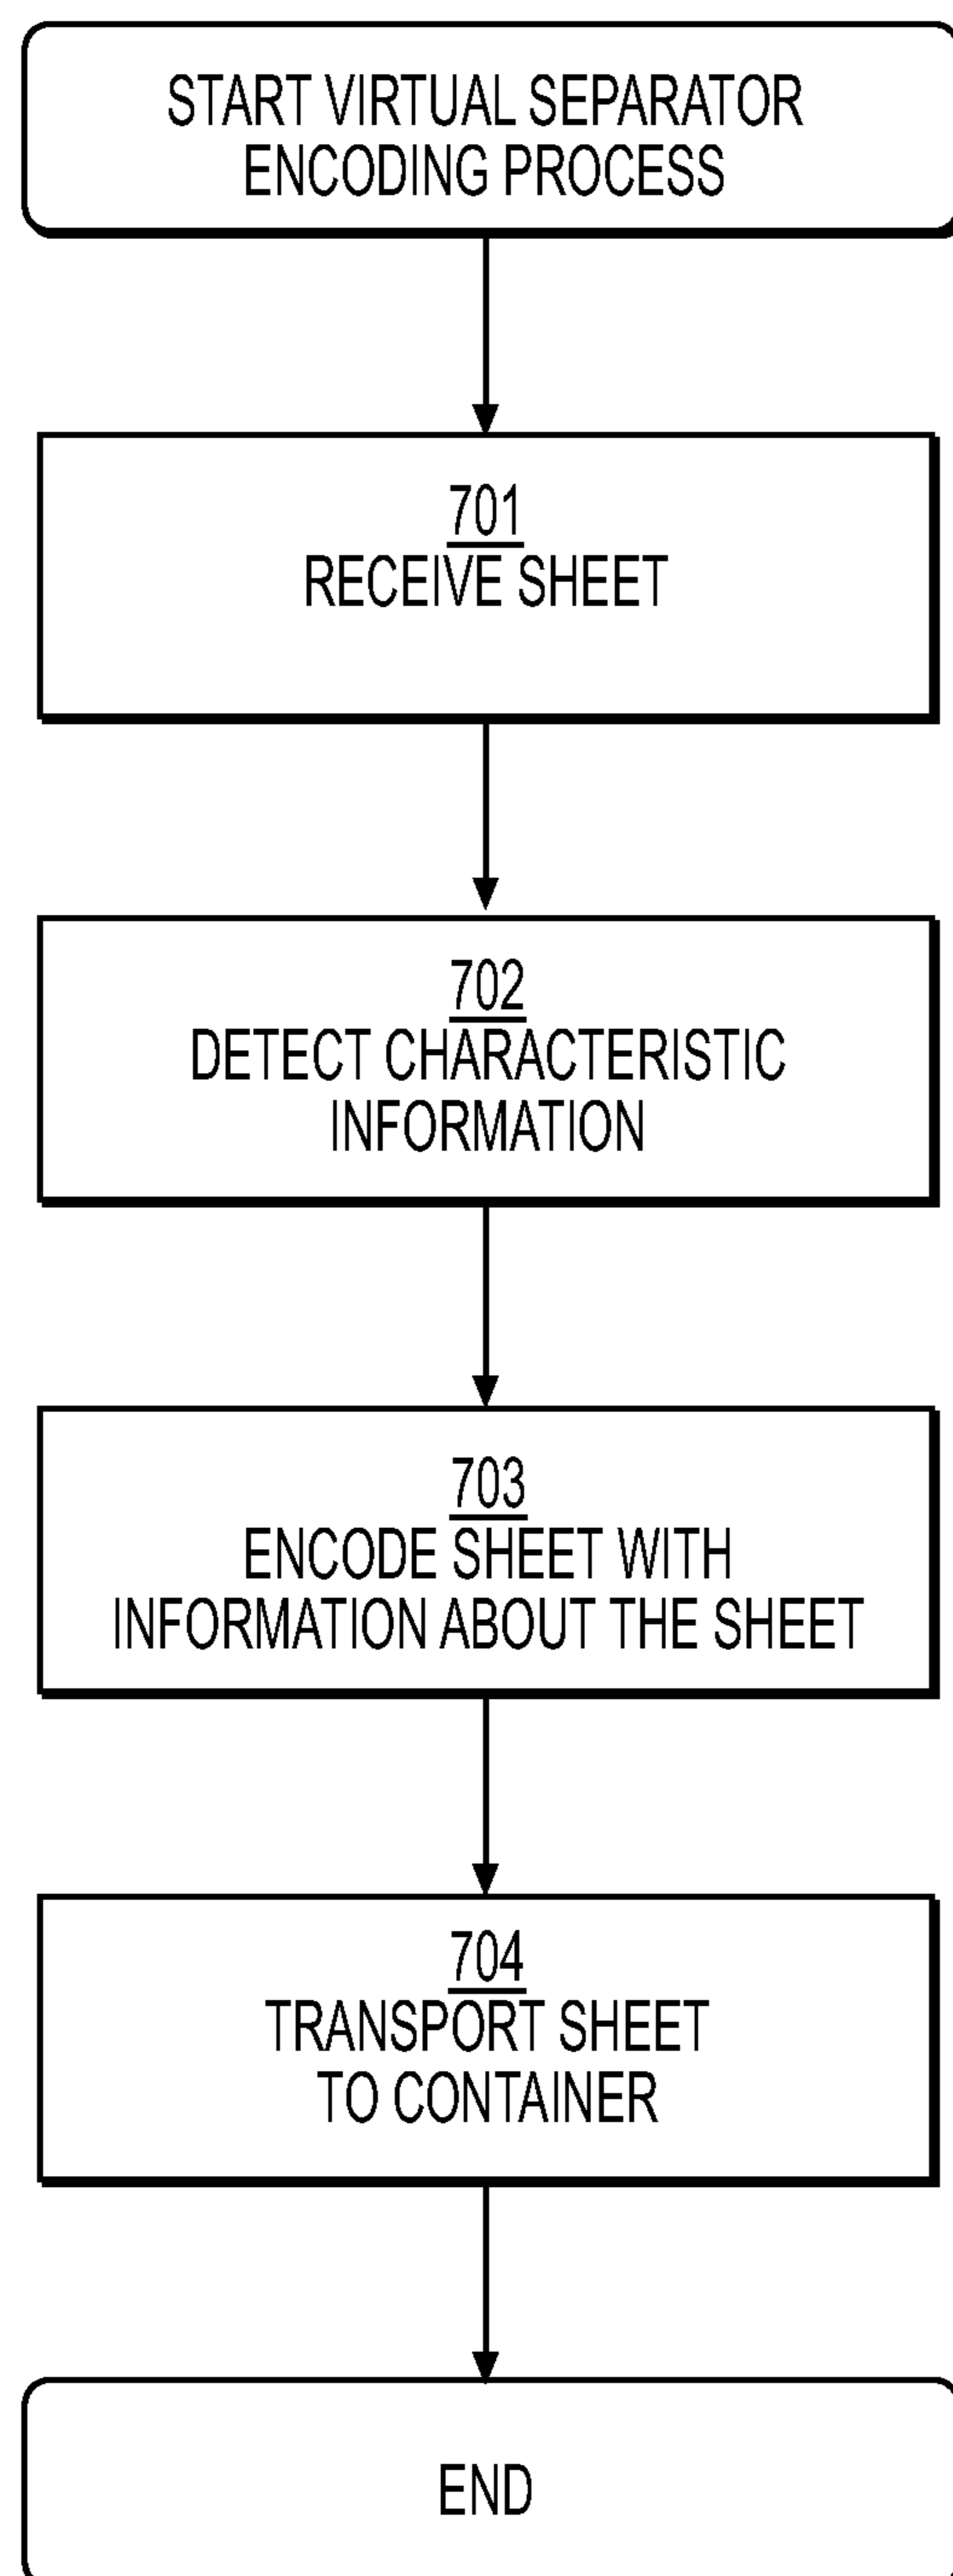 START VIRTUAL SEPARATOR
ENCODING PROCESS
701
RECEIVE SHEET
702
DETECT CHARACTERISTIC
INFORMATION
703
ENCODE SHEET WITH
INFORMATION ABOUT THE SHEET
704
TRANSPORT SHEET
TO CONTAINER
END